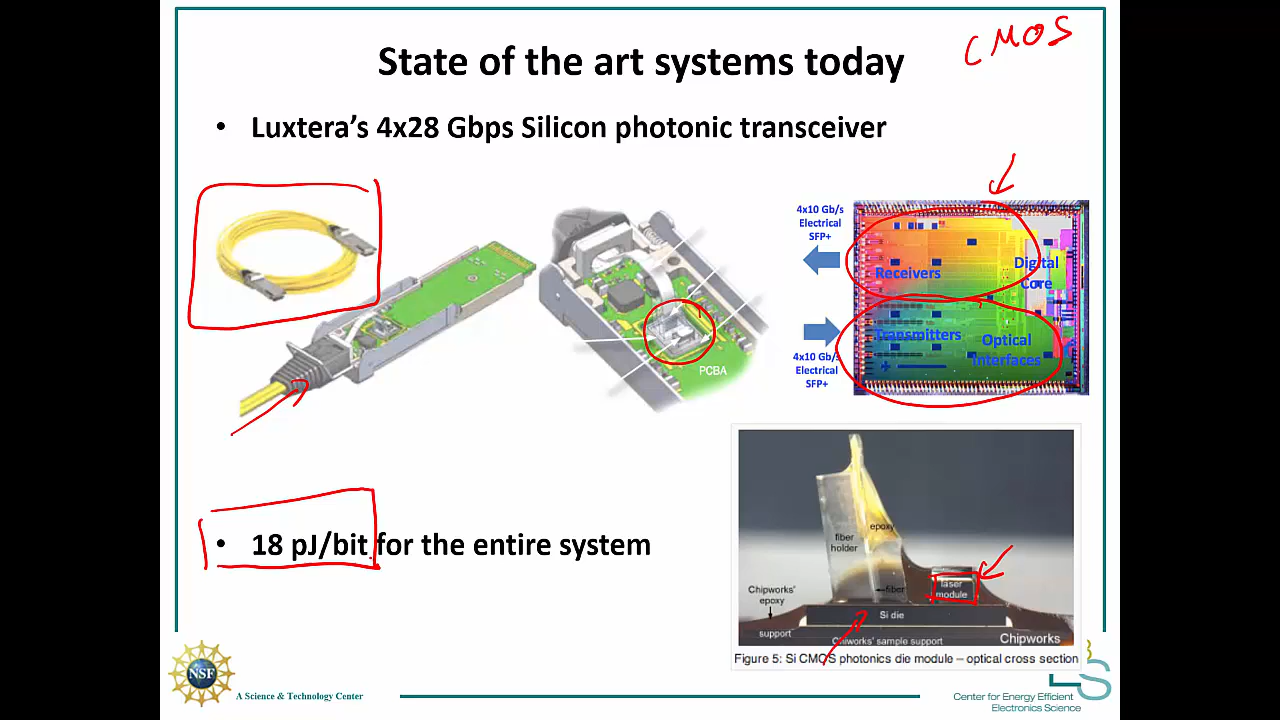 CMOS
State of the art systems today
• Luxtera's 4x28 Gbps Silicon photonic transceiver
4x10 Gb/s
Electrical
SFP+
Receivers
Digital
Core
Transmitters
Optical
Interfaces
4x10 Gb/s
Electrical
SFP+
PCBA
• 18 pJ/bit for the entire system
epoxy
fiber
holder
laser
module
fiber
Chipworks'
epoxy
Si die
support
Chipworks' sample support
Chipworks
Figure 5: Si CMOS photonics die module – optical cross section
NSF
A Science & Technology Center
Center for Energy Efficient
Electronics Science